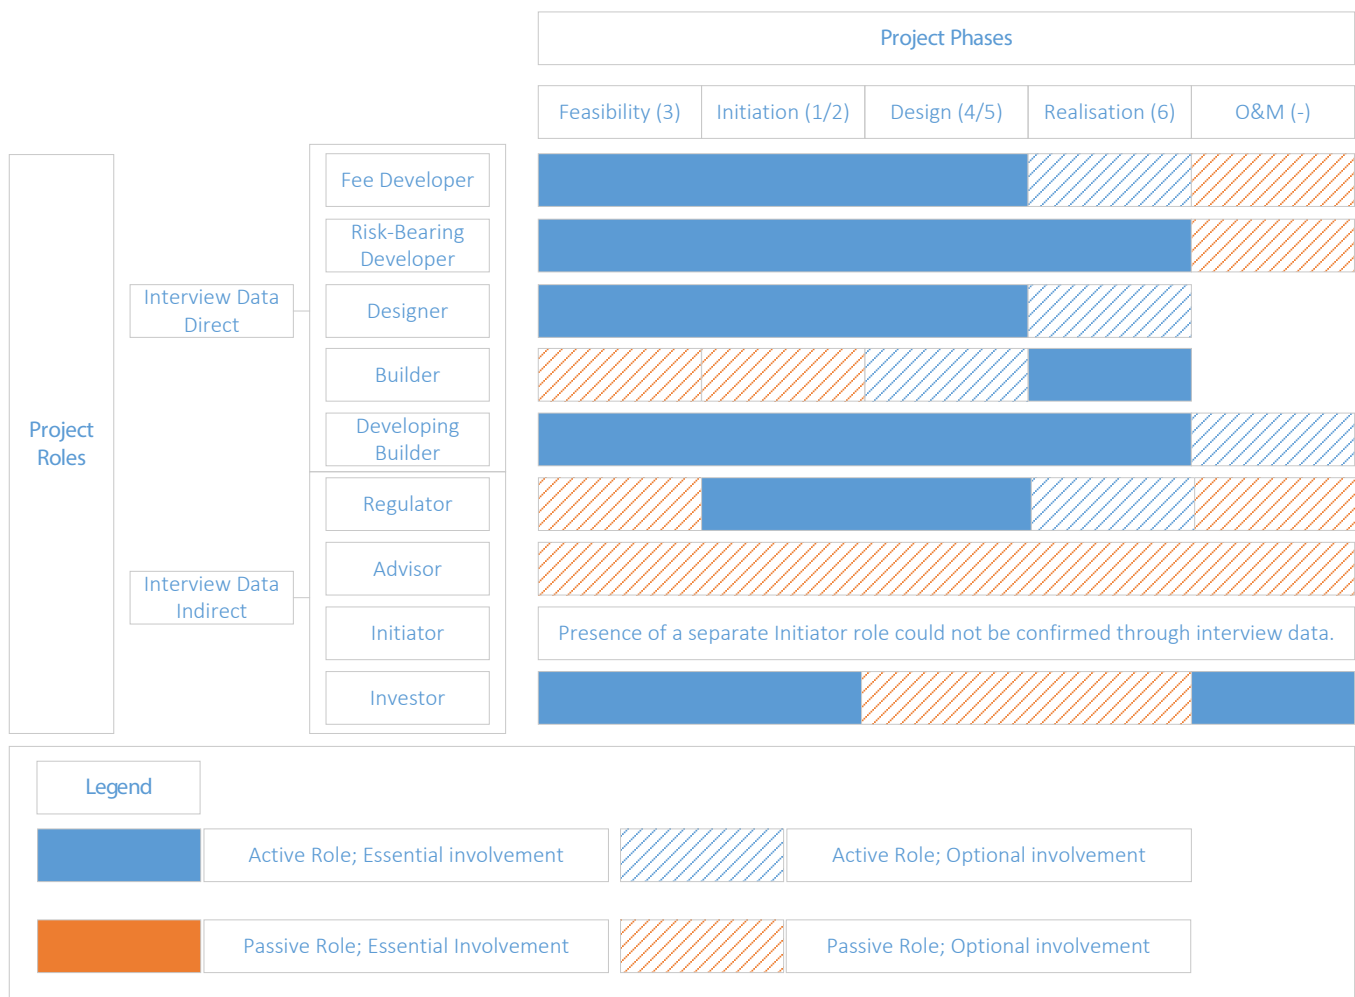 Project Phases
Feasibility (3)
Initiation (1/2)
Design (4/5)
Realisation (6)
O&M (-)
Project
Roles
Interview Data
Direct
Fee Developer
Risk-Bearing
Developer
Designer
Builder
Developing
Builder
Interview Data
Indirect
Regulator
Advisor
Initiator
Presence of a separate Initiator role could not be confirmed through interview data.
Investor
Legend
Active Role; Essential involvement
Active Role; Optional involvement
Passive Role; Essential Involvement
Passive Role; Optional involvement